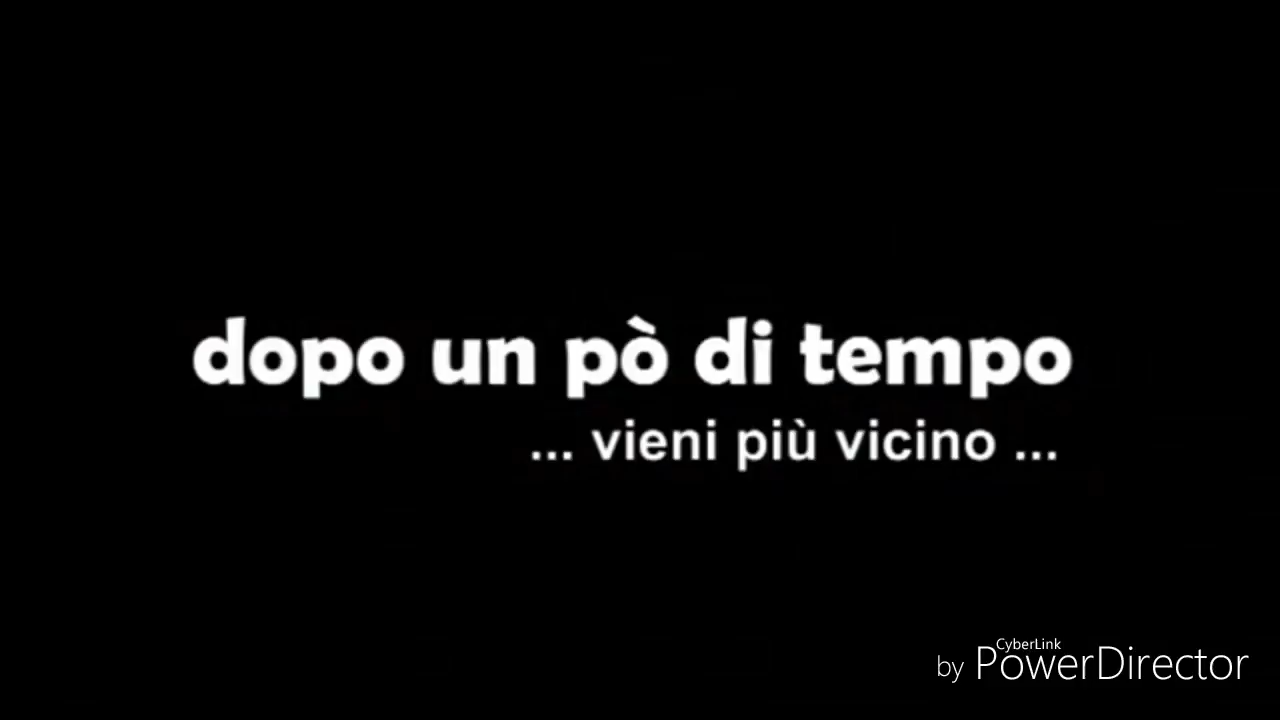 dopo un pò di tempo
... vieni più vicino ...
CyberLink
by PowerDirector